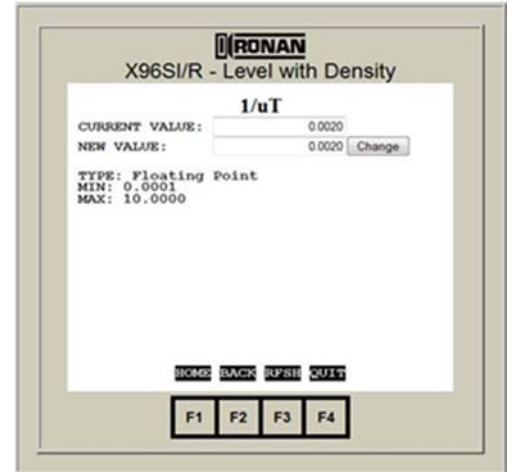 RONAN
X96SI/R - Level with Density
1/uT
CURRENT VALUE: 0.0020
NEW VALUE: 0.0020 Change
TYPE: Floating Point
MIN: 0.0001
MAX: 10.0000
HOME BACK RFSH QUIT
F1 F2 F3 F4